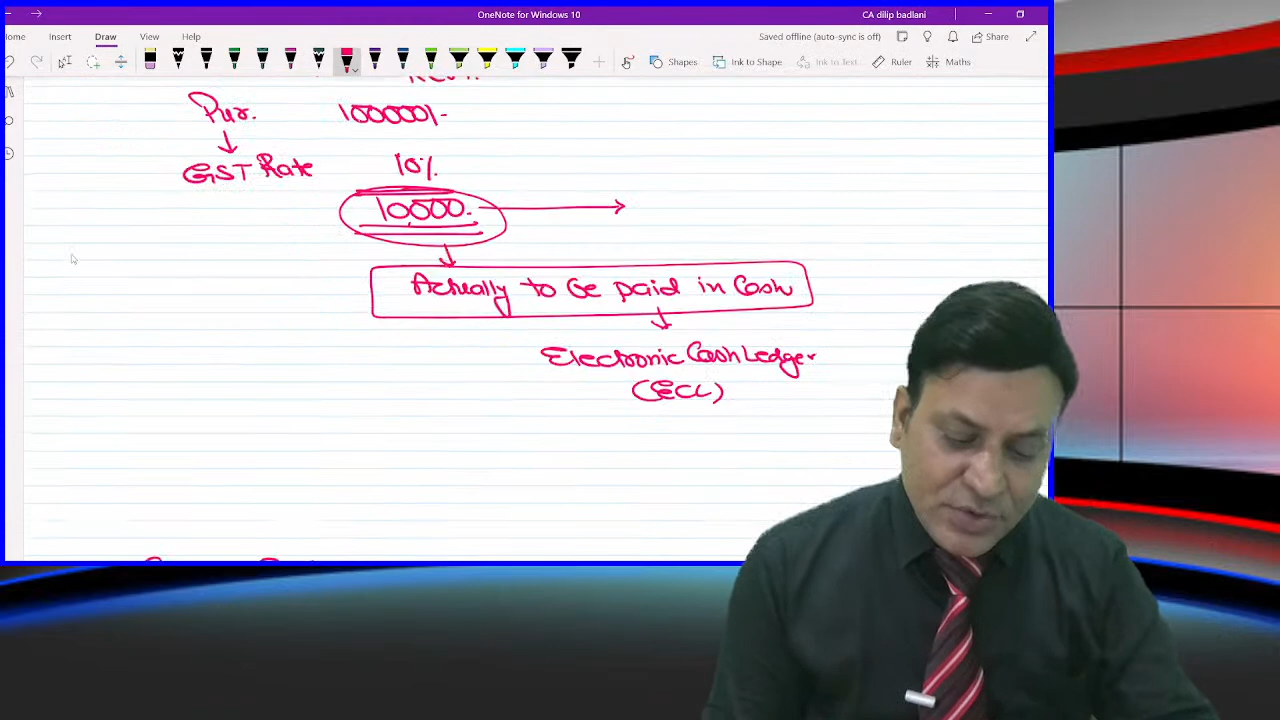 OneNote for Windows 10
CA dilip badlani
Insert
Draw
View
Help
Saved offline (auto-sync is off)
Share
Shapes
Ink to Shape
Ink to Text
Ruler
Maths
Pur. 100000/-
GST Rate 10%
10000.
Actually to be paid in Cash
Electronic Cash Ledger
(ECL)